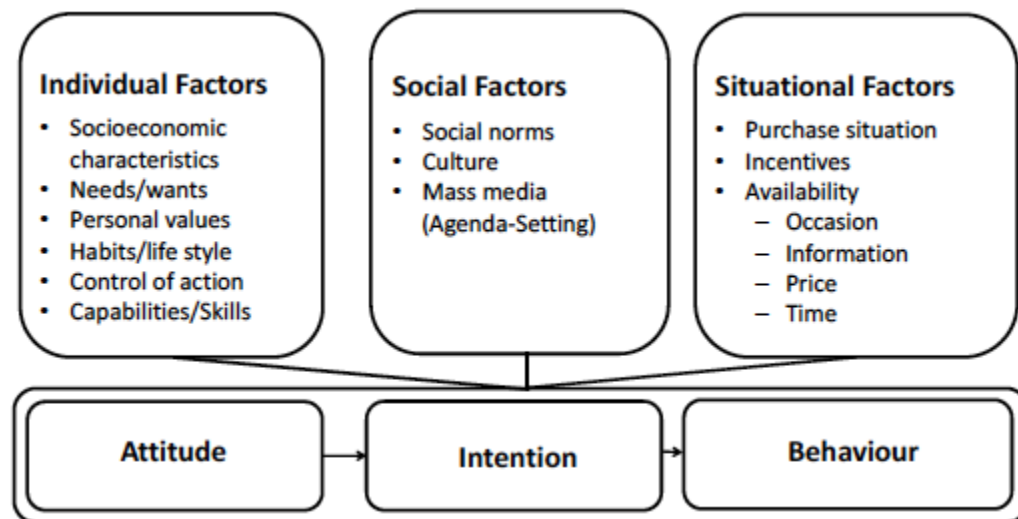 Individual Factors
• Socioeconomic
characteristics
• Needs/wants
• Personal values
• Habits/life style
• Control of action
• Capabilities/Skills
Social Factors
• Social norms
• Culture
• Mass media
(Agenda-Setting)
Situational Factors
• Purchase situation
• Incentives
• Availability
– Occasion
– Information
– Price
– Time
Attitude
Intention
Behaviour